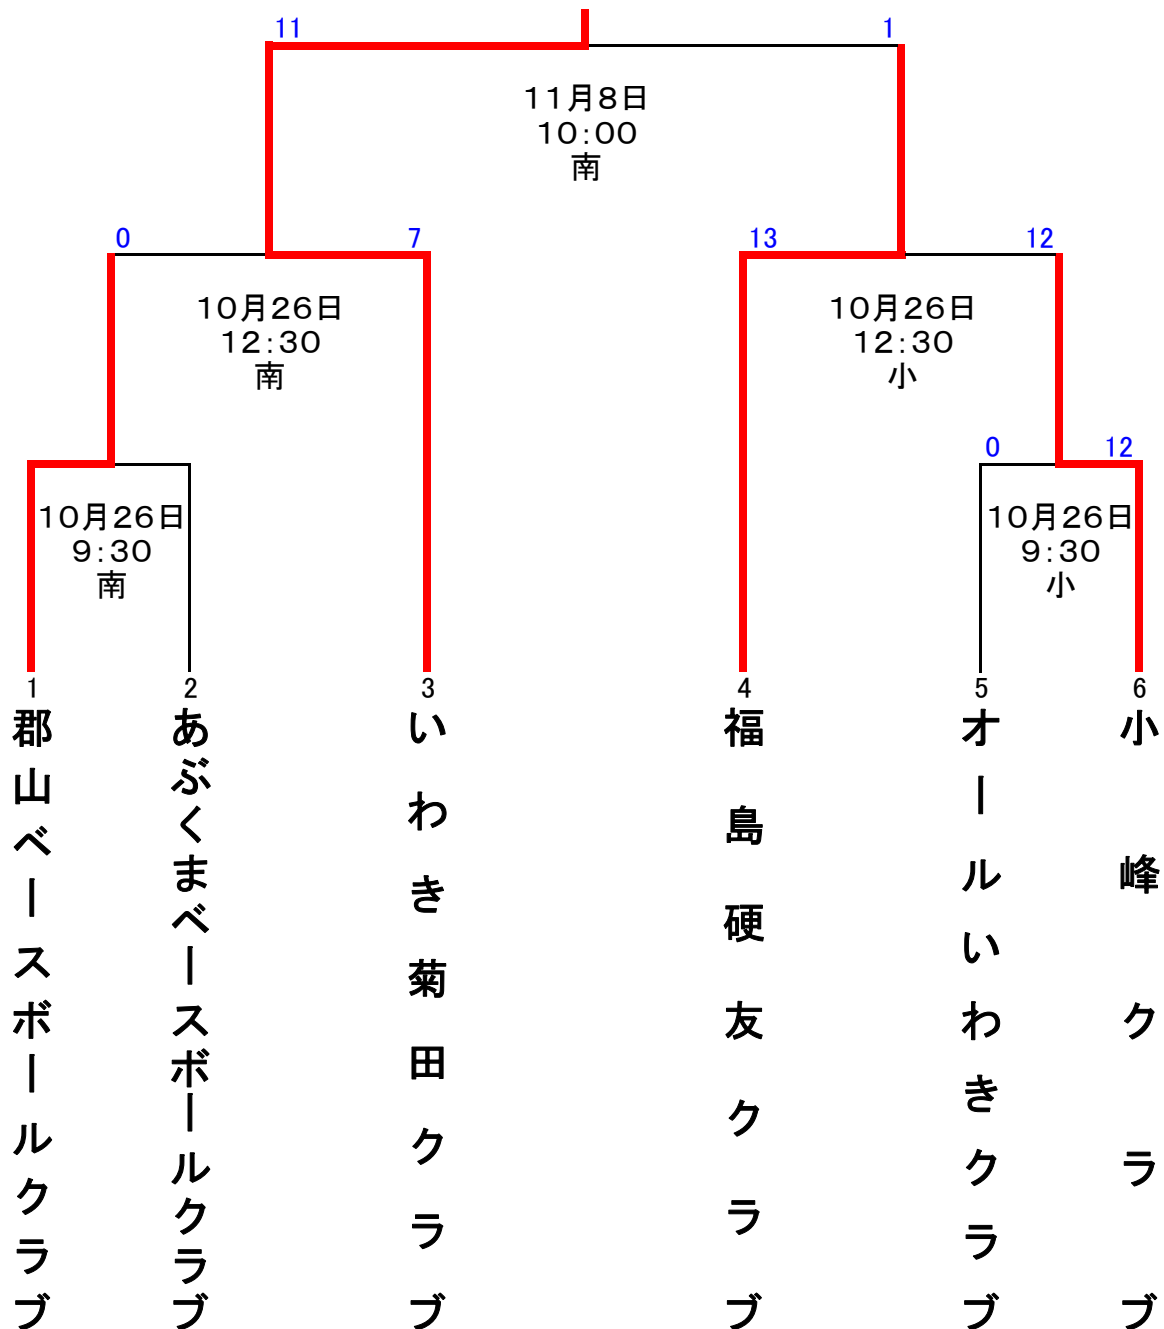 11
1
11月8日
10:00
南
0
7
13
12
10月26日
12:30
南
10月26日
12:30
小
0
12
10月26日
9:30
南
10月26日
9:30
小
1
2
3
4
5
6
郡山ベースボールクラブ
あぶくまベースボールクラブ
いわき菊田クラブ
福島硬友クラブ
オールいわきクラブ
小峰クラブ